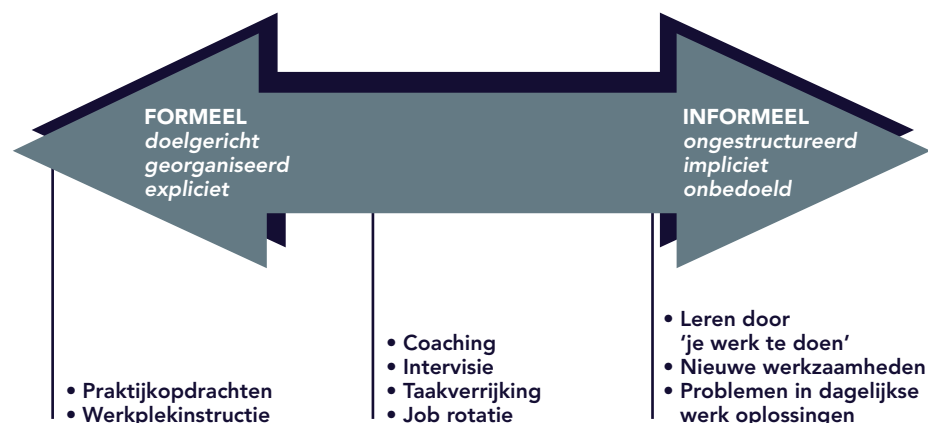 FORMEEL
doelgericht
georganiseerd
expliciet
INFORMEEL
ongestructureerd
impliciet
onbedoeld
• Praktijkopdrachten
• Werkplekinstructie
• Coaching
• Intervisie
• Taakverrijking
• Job rotatie
• Leren door
'je werk te doen'
• Nieuwe werkzaamheden
• Problemen in dagelijkse
werk oplossingen